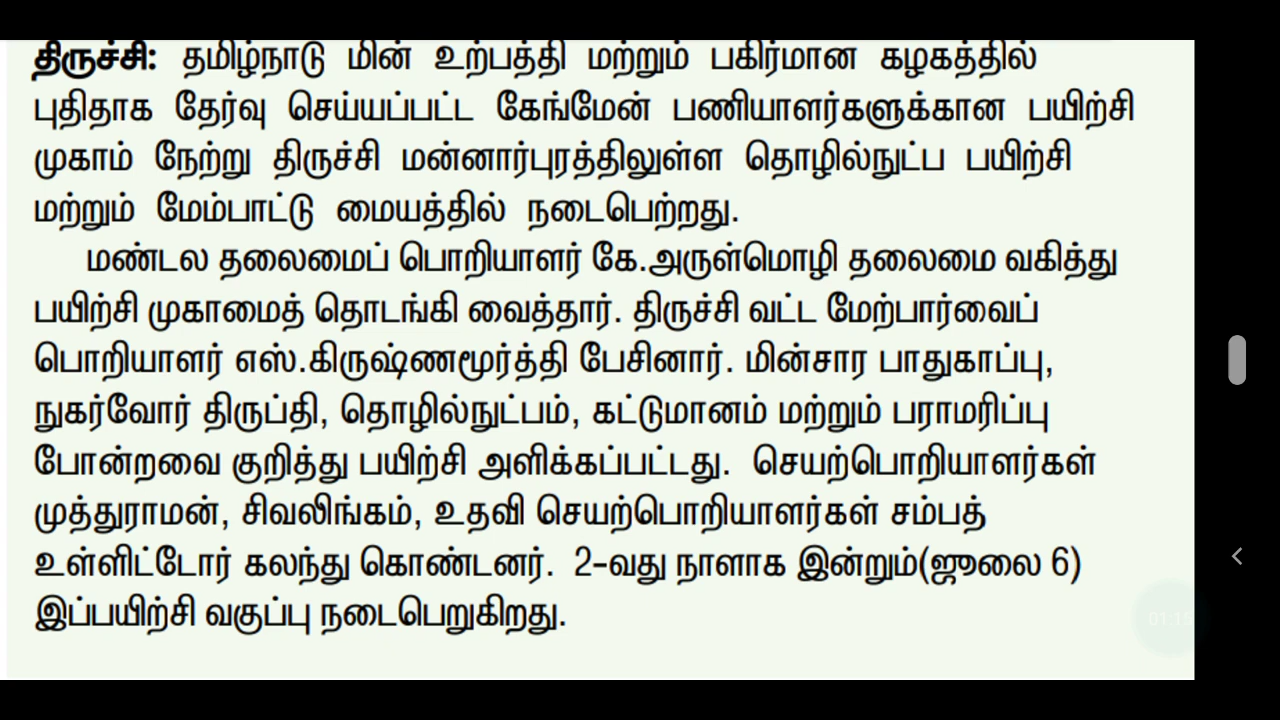 திருச்சி: தமிழ்நாடு மின் உற்பத்தி மற்றும் பகிர்மான கழகத்தில்
புதிதாக தேர்வு செய்யப்பட்ட கேங்மேன் பணியாளர்களுக்கான பயிற்சி
முகாம் நேற்று திருச்சி மன்னார்புரத்திலுள்ள தொழில்நுட்ப பயிற்சி
மற்றும் மேம்பாட்டு மையத்தில் நடைபெற்றது.
மண்டல தலைமைப் பொறியாளர் கே.அருள்மொழி தலைமை வகித்து
பயிற்சி முகாமைத் தொடங்கி வைத்தார். திருச்சி வட்ட மேற்பார்வைப்
பொறியாளர் எஸ்.கிருஷ்ணமூர்த்தி பேசினார். மின்சார பாதுகாப்பு,
நுகர்வோர் திருப்தி, தொழில்நுட்பம், கட்டுமானம் மற்றும் பராமரிப்பு
போன்றவை குறித்து பயிற்சி அளிக்கப்பட்டது. செயற்பொறியாளர்கள்
முத்துராமன், சிவலிங்கம், உதவி செயற்பொறியாளர்கள் சம்பத்
உள்ளிட்டோர் கலந்து கொண்டனர். 2-வது நாளாக இன்றும்(ஜூலை 6)
இப்பயிற்சி வகுப்பு நடைபெறுகிறது.
01:15